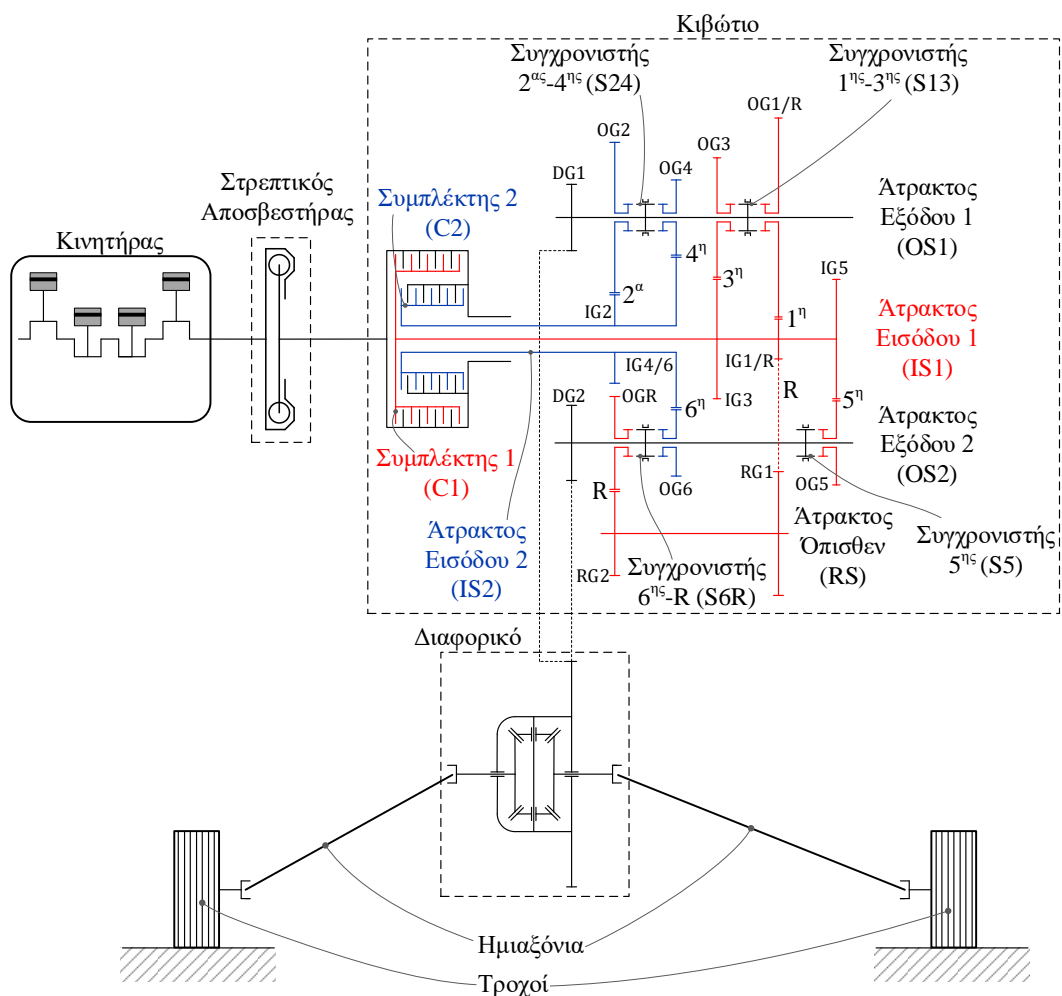 Κιβώτιο
Συγχρονιστής
2ας-4ης (S24)
Συγχρονιστής
1ης-3ης (S13)
OG1/R
OG2
OG3
OG4
DG1
Στρεπτικός
Αποσβεστήρας
Συμπλέκτης 2
(C2)
Κινητήρας
Άτρακτος
Εξόδου 1
(OS1)
4η
3η
2α
IG5
IG2
1η
Άτρακτος
Εισόδου 1
(IS1)
IG4/6
IG1/R
R
DG2
OGR
6η
IG3
5η
Άτρακτος
Εξόδου 2
(OS2)
Συμπλέκτης 1
(C1)
R
OG6
RG1
OG5
Άτρακτος
Εισόδου 2
(IS2)
Άτρακτος
Όπισθεν
(RS)
Συγχρονιστής
5ης (S5)
RG2
Συγχρονιστής
6ης-R (S6R)
Διαφορικό
Ημιαξόνια
Τροχοί